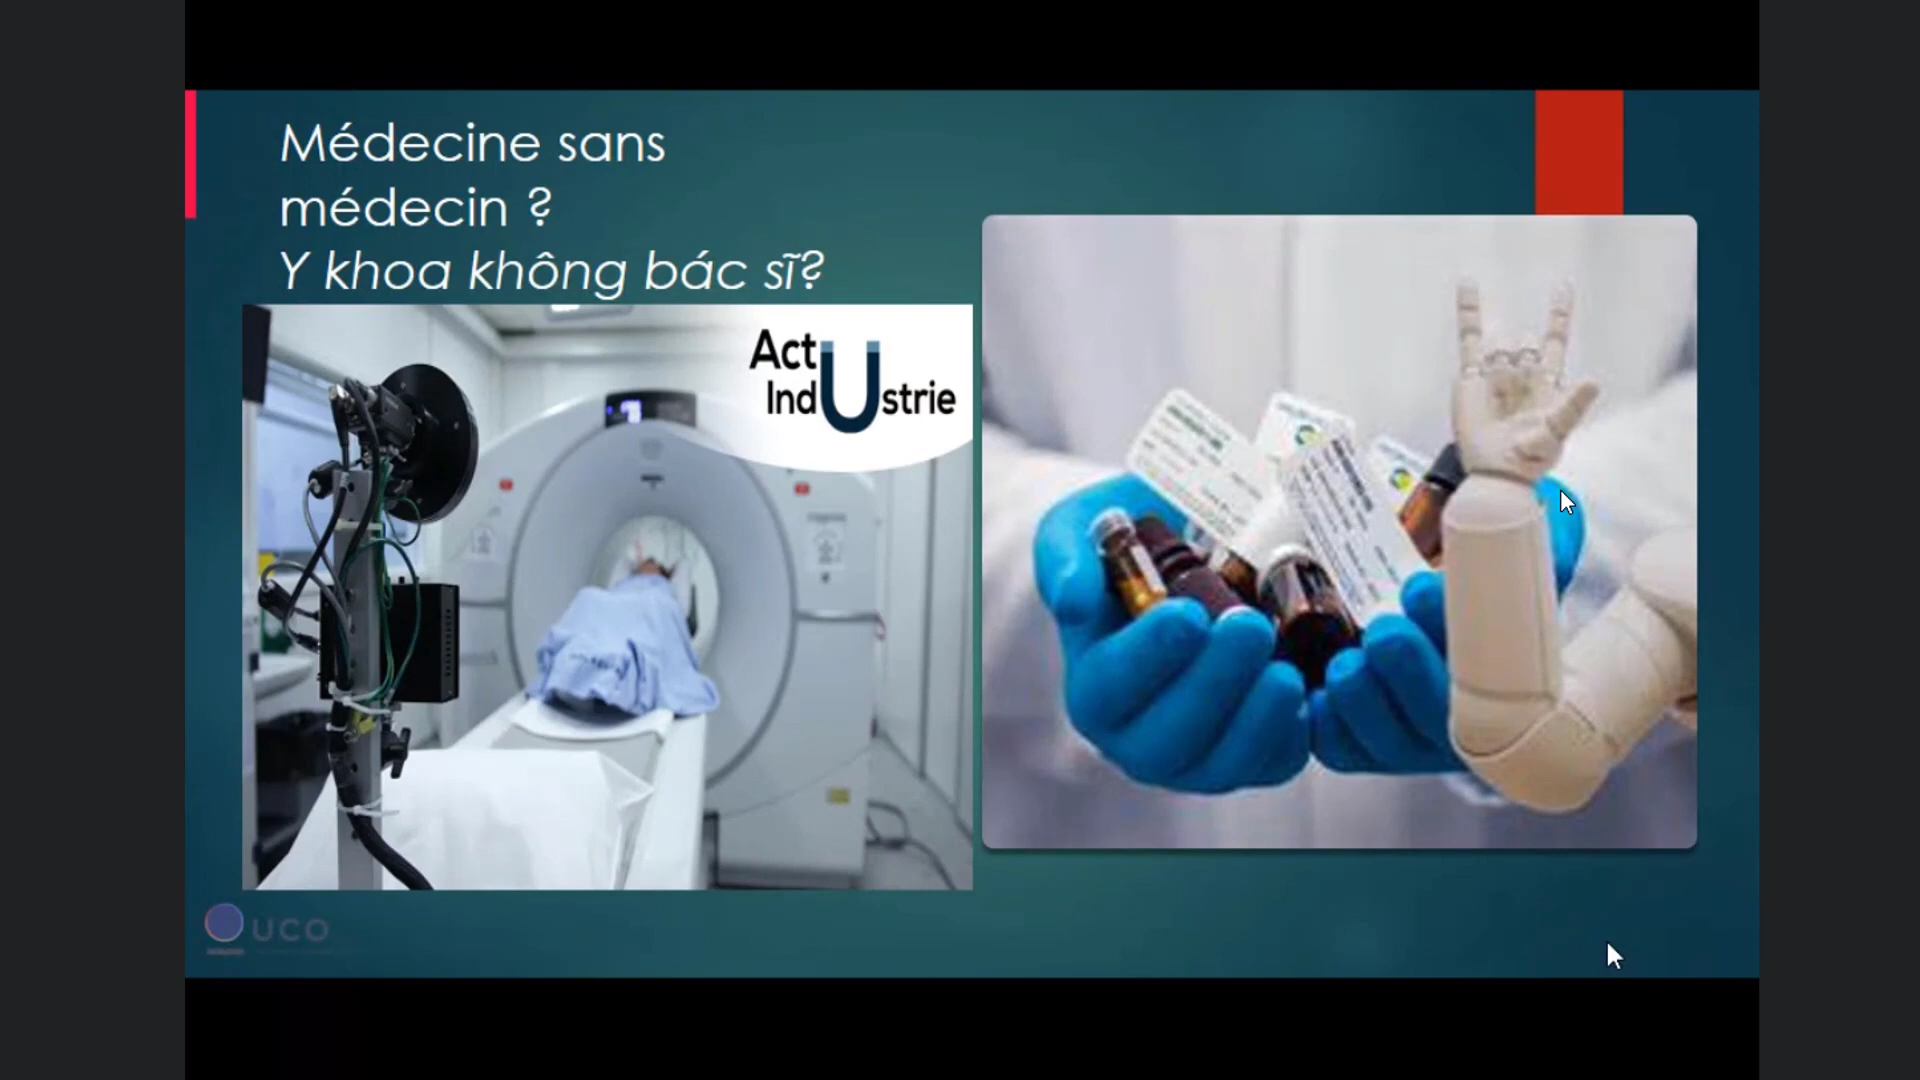 Médecine sans
médecin ?
Y khoa không bác sĩ?
Act
IndUstrie
UCO